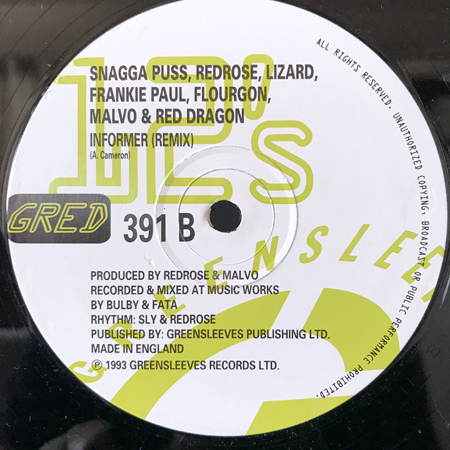 12's
SNAGGA PUSS, REDROSE, LIZARD,
FRANKIE PAUL, FLOURGON,
MALVO & RED DRAGON
INFORMER (REMIX)
(A. Cameron)
GRED
391 B
PRODUCED BY REDROSE & MALVO
RECORDED & MIXED AT MUSIC WORKS
BY BULBY & FATA
RHYTHM: SLY & REDROSE
PUBLISHED BY: GREENSLEEVES PUBLISHING LTD.
MADE IN ENGLAND
℗ 1993 GREENSLEEVES RECORDS LTD.
ALL RIGHTS RESERVED. UNAUTHORIZED COPYING, BROADCAST OR PUBLIC PERFORMANCE PROHIBITED.